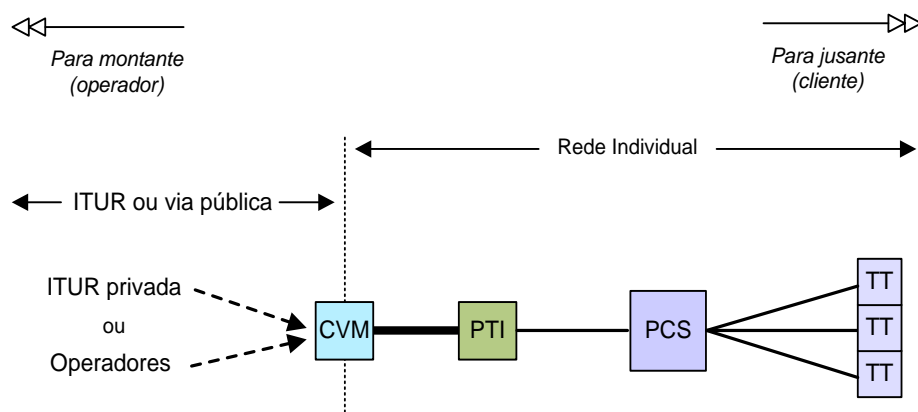 Para montante
(operador)
Para jusante
(cliente)
Rede Individual
ITUR ou via pública
ITUR privada
ou
Operadores
CVM
PTI
PCS
TT
TT
TT